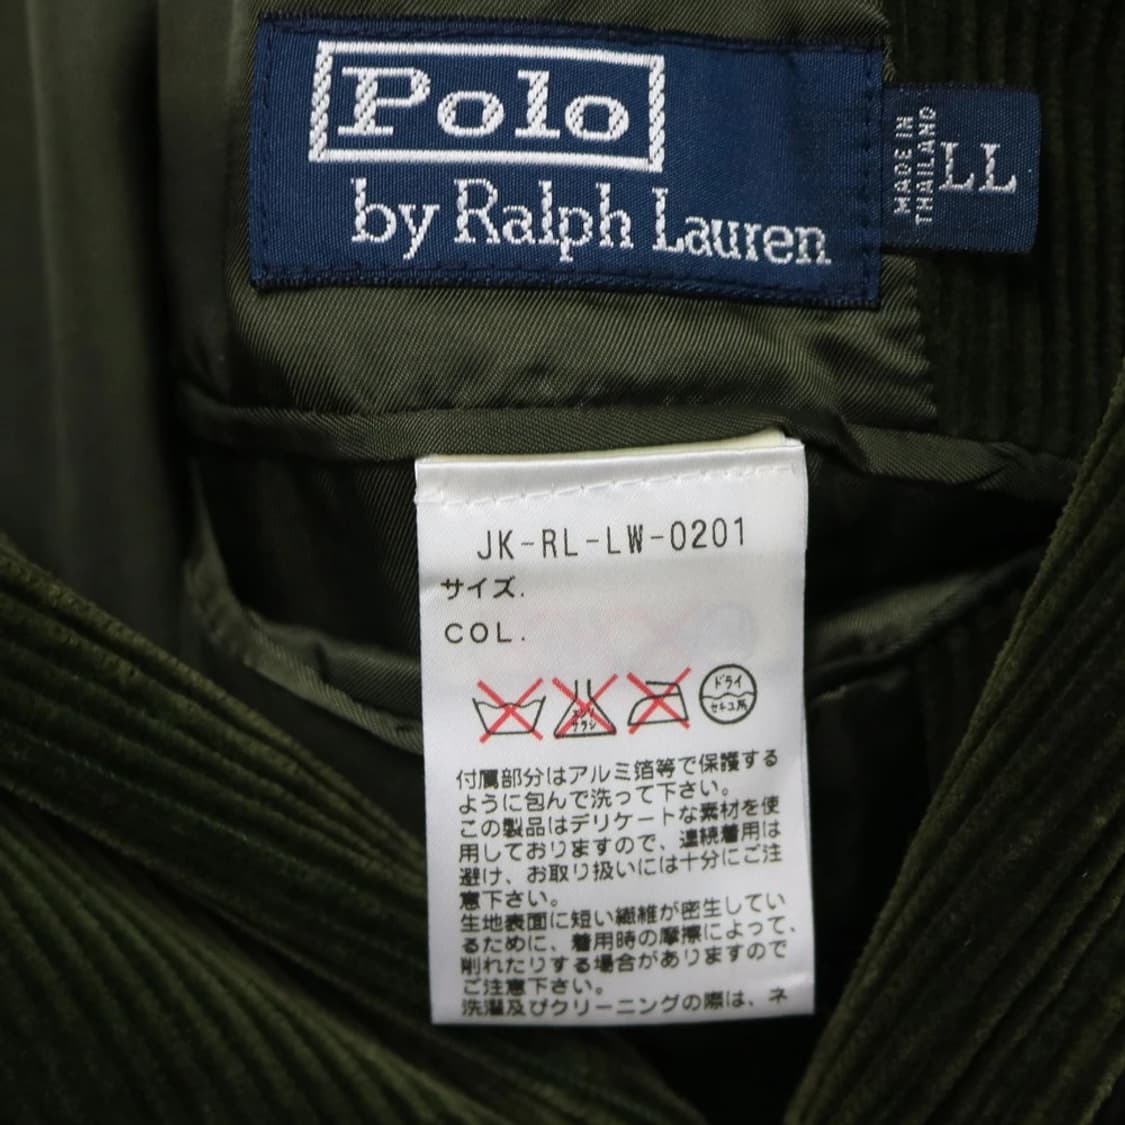 Polo
by Ralph Lauren
MADE IN
THAILAND
LL
JK-RL-LW-0201
サイズ.
COL.
エンソ
サラシ
ドライ
セキユ系
付属部分はアルミ箔等で保護する
ように包んで洗って下さい。
この製品はデリケートな素材を使
用しておりますので、連続着用は
避け、お取り扱いには十分にご注
意下さい。
生地表面に短い繊維が密生してい
るために、着用時の摩擦によって、
削れたりする場合がありますので
ご注意下さい。
洗濯及びクリーニングの際は、ネ